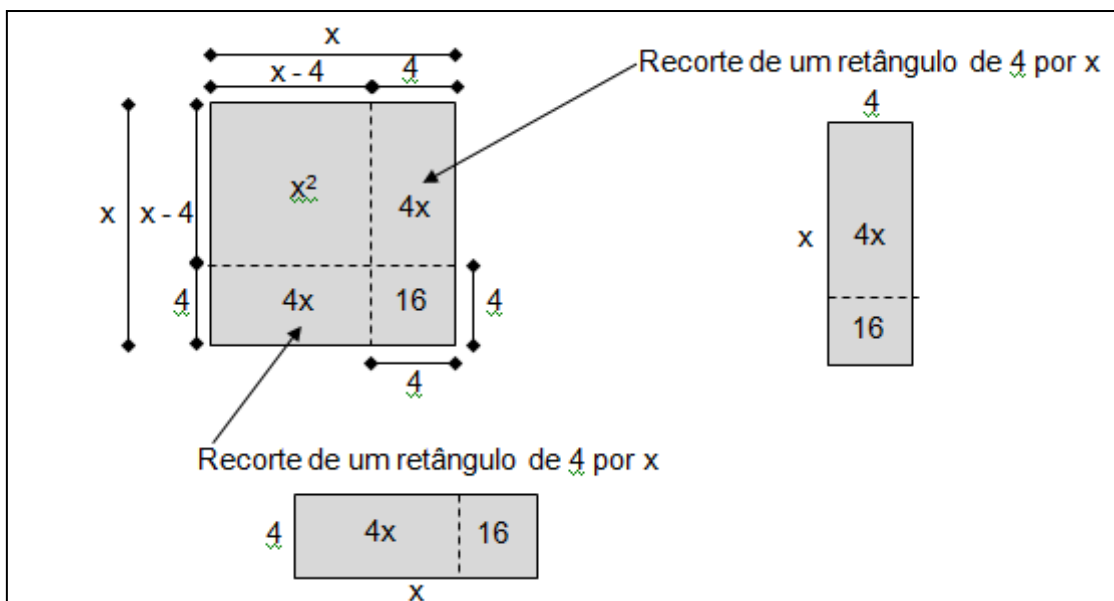 x
x - 4 4
Recorte de um retângulo de 4 por x
x x - 4 x² 4x
4 4x 16 4
4
4
x 4x
16
Recorte de um retângulo de 4 por x
4 4x 16
x